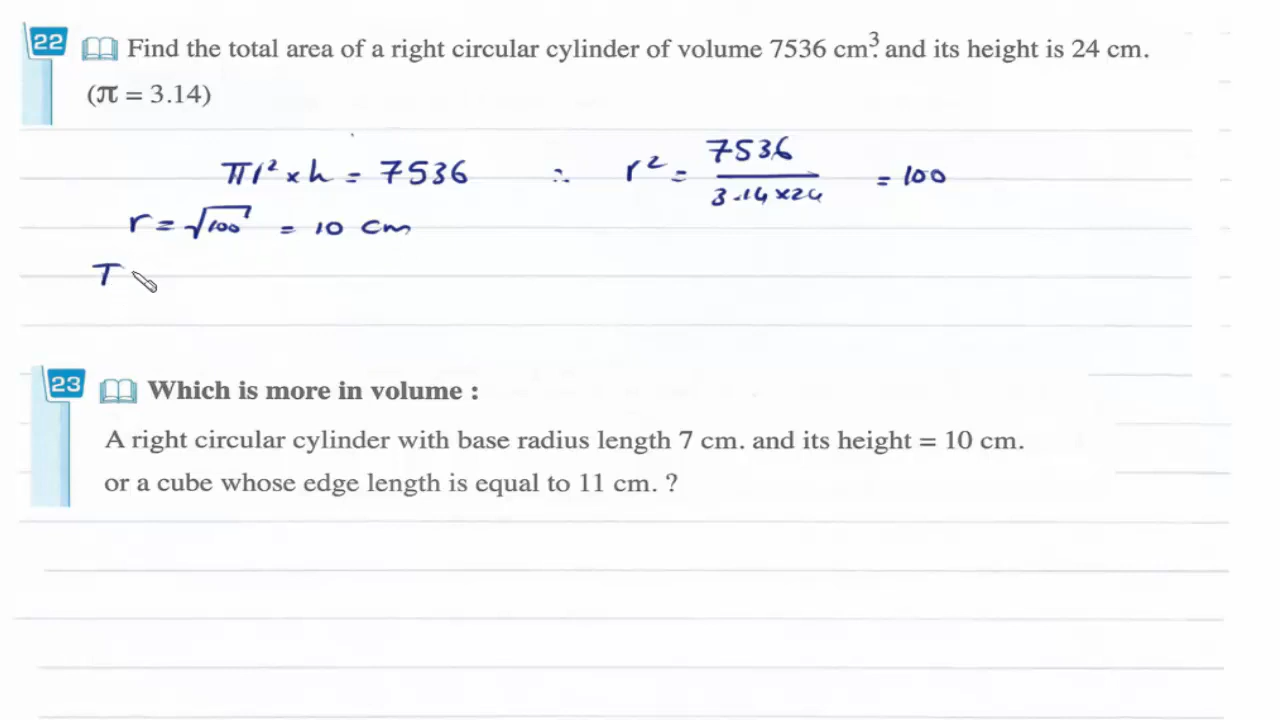 22 Find the total area of a right circular cylinder of volume 7536 cm³. and its height is 24 cm.
(π = 3.14)
πr² × h = 7536 ∴ r² = 7536 / 3.14×24 = 100
r = √100 = 10 cm
T
23 Which is more in volume :
A right circular cylinder with base radius length 7 cm. and its height = 10 cm.
or a cube whose edge length is equal to 11 cm. ?